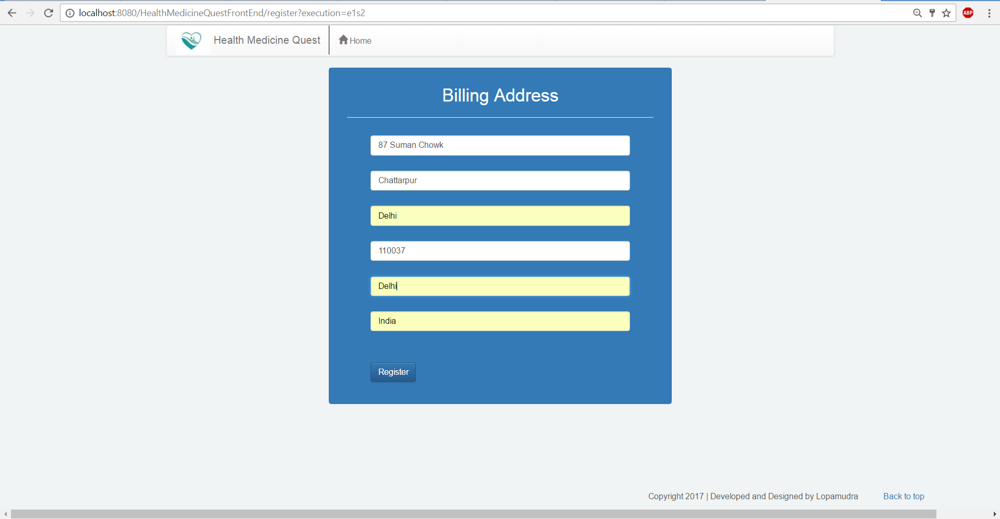 localhost:8080/HealthMedicineQuestFrontEnd/register?execution=e1s2
ABP
Health Medicine Quest
Home
Billing Address
87 Suman Chowk
Chattarpur
Delhi
110037
Delhi
India
Register
Copyright 2017 | Developed and Designed by Lopamudra
Back to top